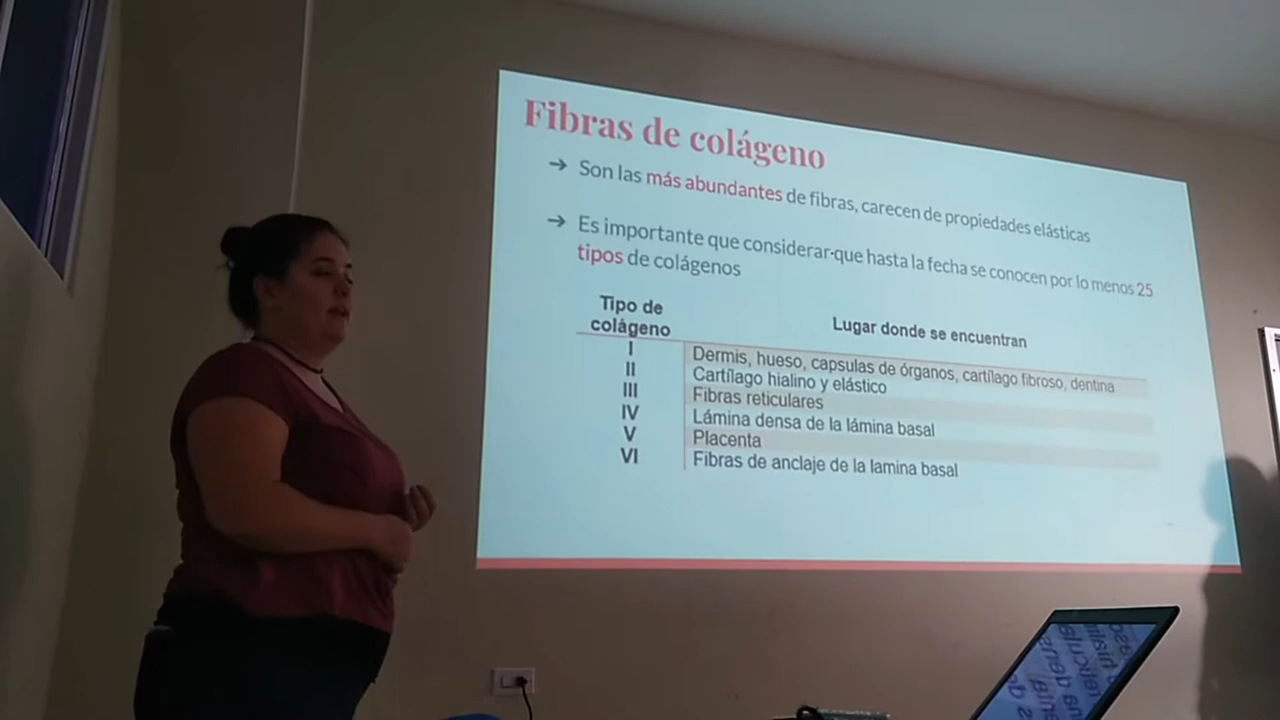 Fibras de colágeno
→ Son las más abundantes de fibras, carecen de propiedades elásticas
→ Es importante que considerar-que hasta la fecha se conocen por lo menos 25
tipos de colágenos
Tipo de
colágeno
Lugar donde se encuentran
I Dermis, hueso, capsulas de órganos, cartílago fibroso, dentina
II Cartílago hialino y elástico
III Fibras reticulares
IV Lámina densa de la lámina basal
V Placenta
VI Fibras de anclaje de la lamina basal